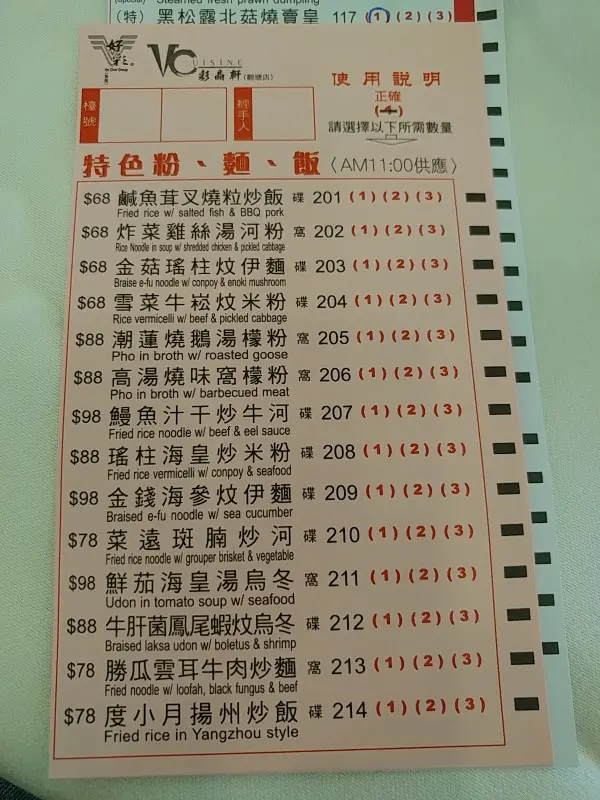 Steamed fresh prawn dumpling
(特) 黑松露北菇燒賣皇 117 (1) (2) (3)
好彩
VCUISINE
彩晶軒(觀塘店)
使用說明
正確
(1)
請選擇以下所需數量
檯號
經手人
特色粉、麵、飯〈AM11:00供應〉
$68 鹹魚茸叉燒粒炒飯 碟 201 (1) (2) (3)
Fried rice w/ salted fish & BBQ pork
$68 炸菜雞絲湯河粉 窩 202 (1) (2) (3)
Rice Noodle in soup w/ shredded chicken & pickled cabbage
$68 金菇瑤柱炆伊麵 碟 203 (1) (2) (3)
Braise e-fu noodle w/ conpoy & enoki mushroom
$68 雪菜牛崧炆米粉 碟 204 (1) (2) (3)
Rice vermicelli w/ beef & pickled cabbage
$88 潮蓮燒鵝湯檬粉 窩 205 (1) (2) (3)
Pho in broth w/ roasted goose
$88 高湯燒味窩檬粉 窩 206 (1) (2) (3)
Pho in broth w/ barbecued meat
$98 鰻魚汁干炒牛河 碟 207 (1) (2) (3)
Fried rice noodle w/ beef & eel sauce
$88 瑤柱海皇炒米粉 碟 208 (1) (2) (3)
Fried rice vermicelli w/ conpoy & seafood
$98 金錢海參炆伊麵 碟 209 (1) (2) (3)
Braised e-fu noodle w/ sea cucumber
$78 菜遠斑腩炒河 碟 210 (1) (2) (3)
Fried rice noodle w/ grouper brisket & vegetable
$98 鮮茄海皇湯烏冬 窩 211 (1) (2) (3)
Udon in tomato soup w/ seafood
$88 牛肝菌鳳尾蝦炆烏冬 碟 212 (1) (2) (3)
Braised laksa udon w/ boletus & shrimp
$78 勝瓜雲耳牛肉炒麵 窩 213 (1) (2) (3)
Fried noodle w/ loofah, black fungus & beef
$78 度小月揚州炒飯 碟 214 (1) (2) (3)
Fried rice in Yangzhou style